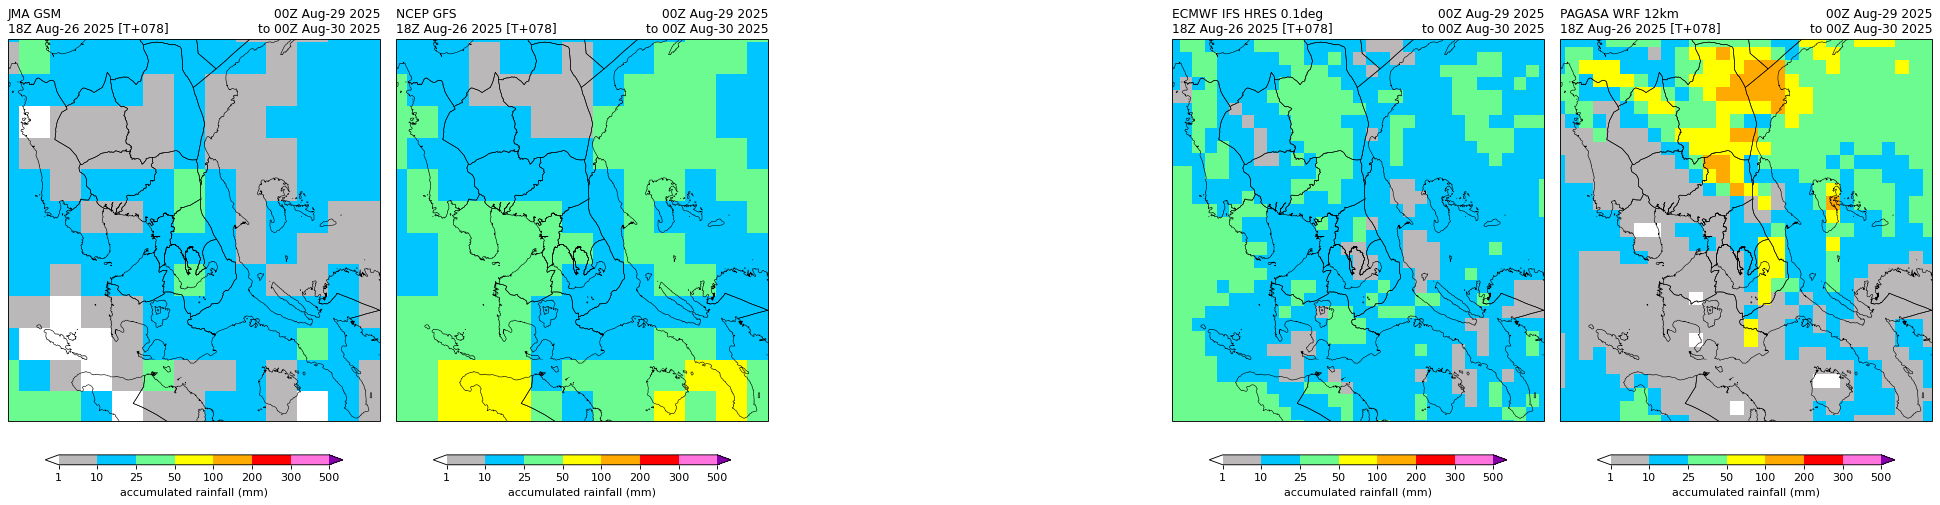 JMA GSM 00Z Aug-29 2025
18Z Aug-26 2025 [T+078] to 00Z Aug-30 2025
NCEP GFS 00Z Aug-29 2025
18Z Aug-26 2025 [T+078] to 00Z Aug-30 2025
ECMWF IFS HRES 0.1deg 00Z Aug-29 2025
18Z Aug-26 2025 [T+078] to 00Z Aug-30 2025
PAGASA WRF 12km 00Z Aug-29 2025
18Z Aug-26 2025 [T+078] to 00Z Aug-30 2025
1 10 25 50 100 200 300 500
accumulated rainfall (mm)
1 10 25 50 100 200 300 500
accumulated rainfall (mm)
1 10 25 50 100 200 300 500
accumulated rainfall (mm)
1 10 25 50 100 200 300 500
accumulated rainfall (mm)